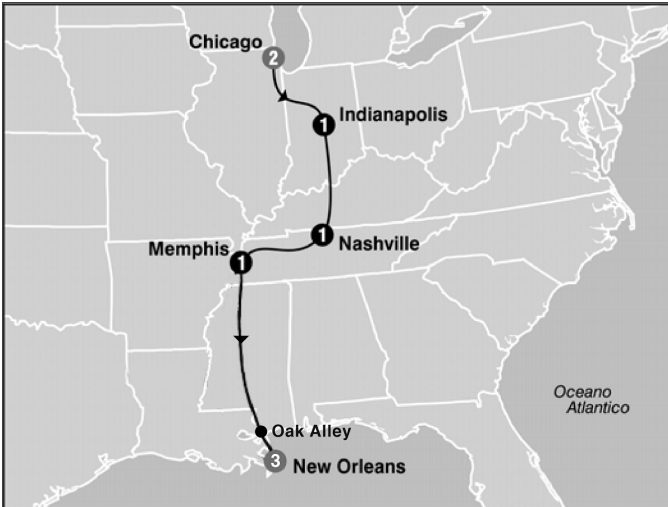 Chicago
2
Indianapolis
1
1
Nashville
Memphis
1
Oceano
Atlantico
Oak Alley
3
New Orleans